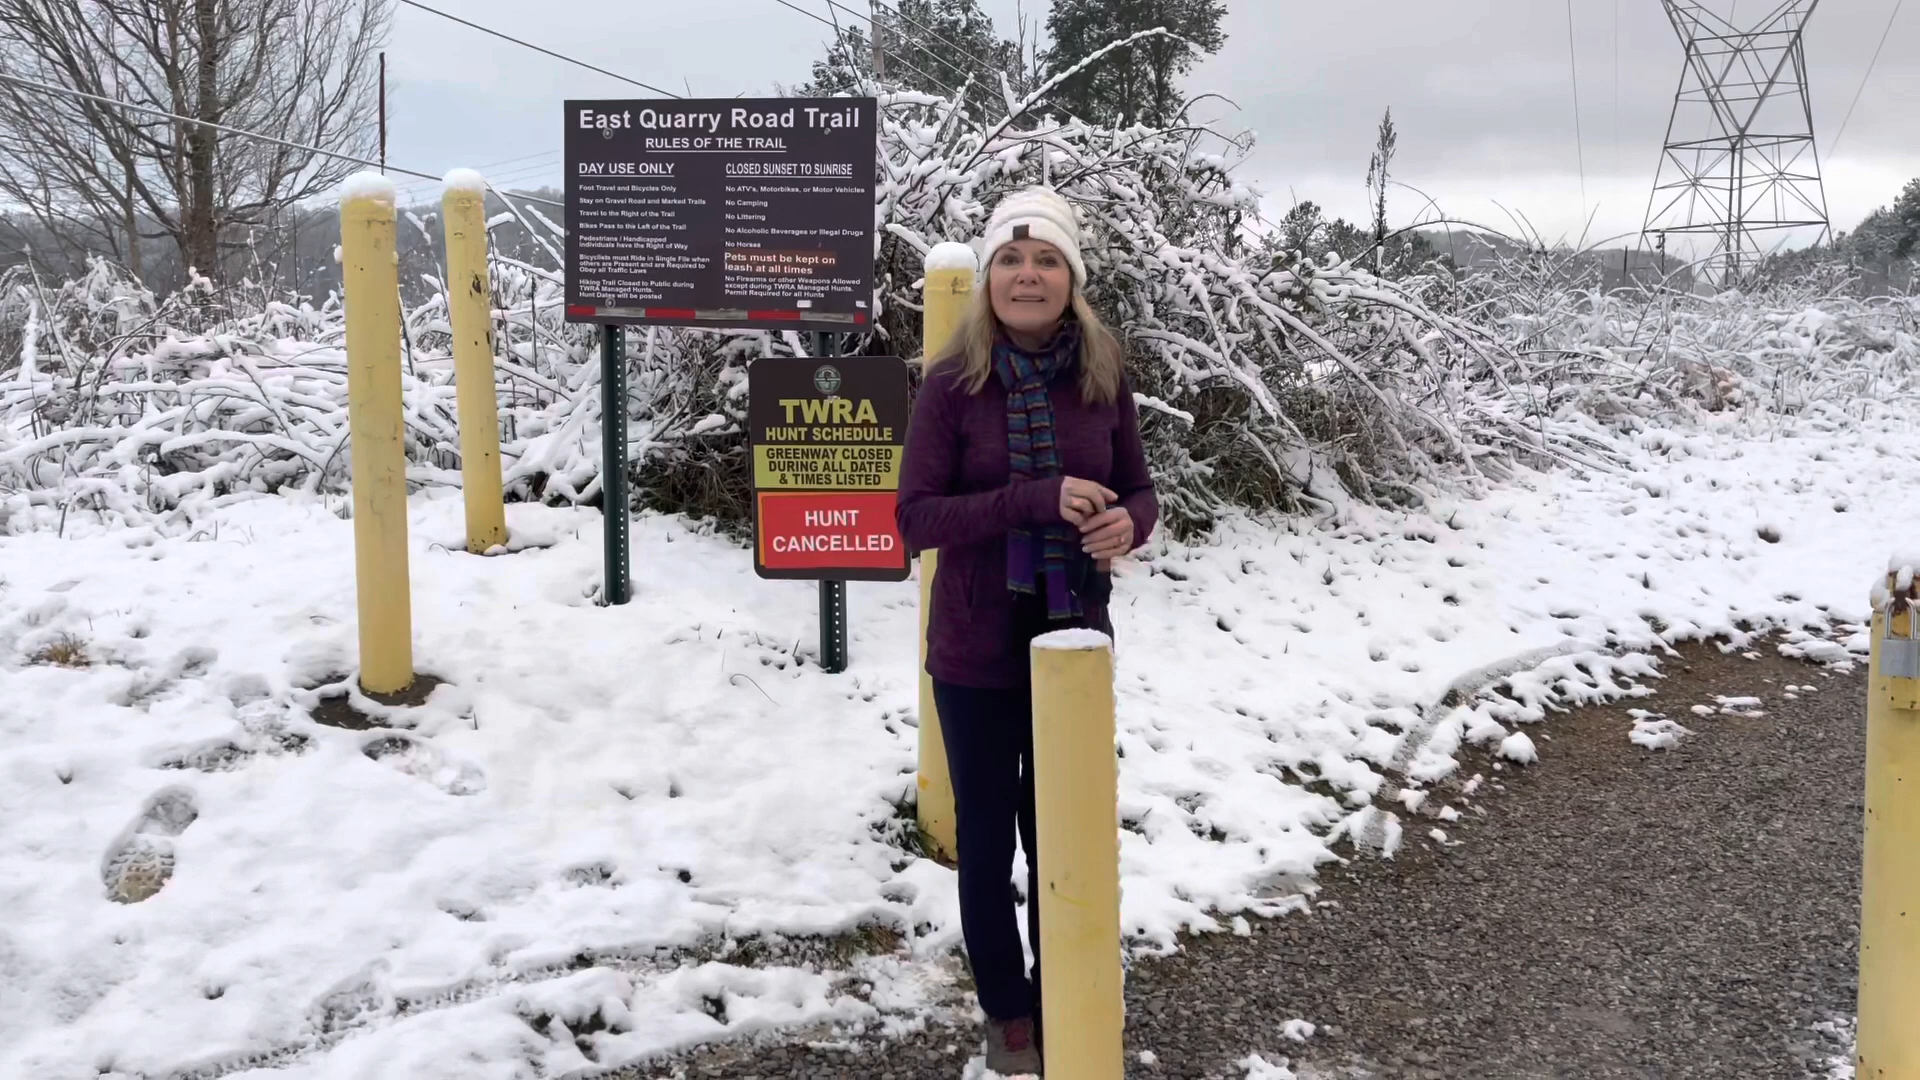 East Quarry Road Trail
RULES OF THE TRAIL
DAY USE ONLY
Foot Travel and Bicycles Only
Stay on Gravel Road and Marked Trails
Travel to the Right of the Trail
Bikes Pass to the Left of the Trail
Pedestrians / Handicapped
Individuals have the Right of Way
Bicyclists must Ride in Single File when
others are Present and are Required to
Obey all Traffic Laws
Hiking Trail Closed to Public during
TWRA Managed Hunts.
Hunt Dates will be posted
CLOSED SUNSET TO SUNRISE
No ATV's, Motorbikes, or Motor Vehicles
No Camping
No Littering
No Alcoholic Beverages or Illegal Drugs
No Horses
Pets must be kept on
leash at all times
No Firearms or other Weapons Allowed
except during TWRA Managed Hunts.
Permit Required for all Hunts
TWRA
HUNT SCHEDULE
GREENWAY CLOSED
DURING ALL DATES
& TIMES LISTED
HUNT
CANCELLED